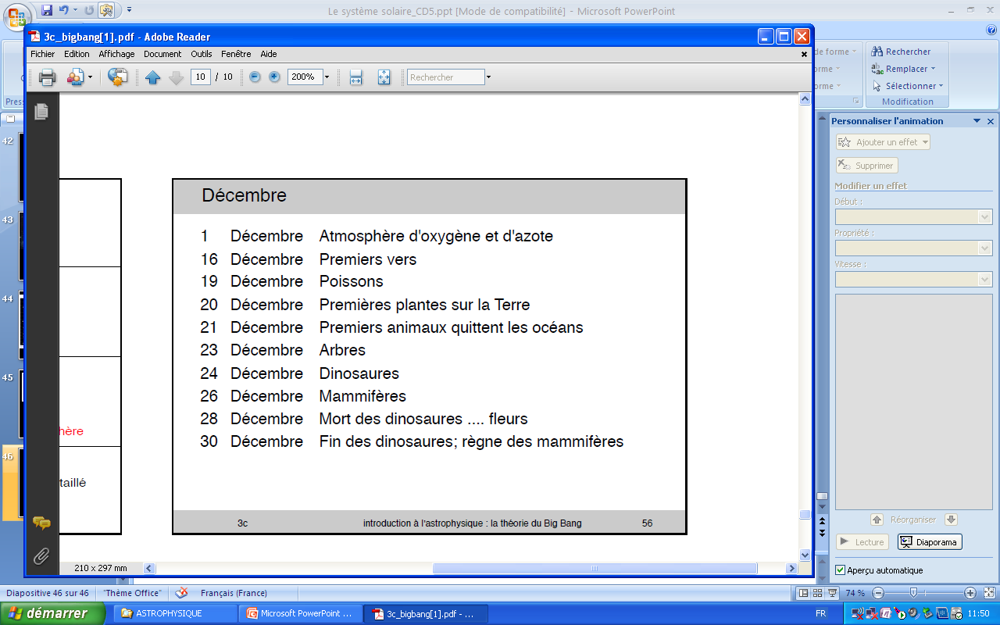 Le système solaire_CD5.ppt [Mode de compatibilité] - Microsoft PowerPoint
3c_bigbang[1].pdf - Adobe Reader
Fichier Edition Affichage Document Outils Fenêtre Aide
10 / 10 200% Rechercher
de forme
Rechercher
Remplacer
Sélectionner
Modification
Personnaliser l'animation
Ajouter un effet
Supprimer
Modifier un effet
Début :
Propriété :
Vitesse :
Réorganiser
Lecture Diaporama
Aperçu automatique
42
43
44
45
46
hère
taillé
Décembre
1 Décembre Atmosphère d'oxygène et d'azote
16 Décembre Premiers vers
19 Décembre Poissons
20 Décembre Premières plantes sur la Terre
21 Décembre Premiers animaux quittent les océans
23 Décembre Arbres
24 Décembre Dinosaures
26 Décembre Mammifères
28 Décembre Mort des dinosaures .... fleurs
30 Décembre Fin des dinosaures; règne des mammifères
3c introduction à l'astrophysique : la théorie du Big Bang 56
210 x 297 mm
Diapositive 46 sur 46 "Thème Office" Français (France) 74 %
démarrer ASTROPHYSIQUE Microsoft PowerPoint ... 3c_bigbang[1].pdf - ... FR 11:50